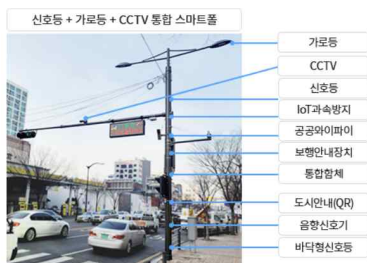 신호등 + 가로등 + CCTV 통합 스마트폴
가로등
CCTV
신호등
IoT과속방지
공공와이파이
보행안내장치
통합함체
도시안내(QR)
음향신호기
바닥형신호등